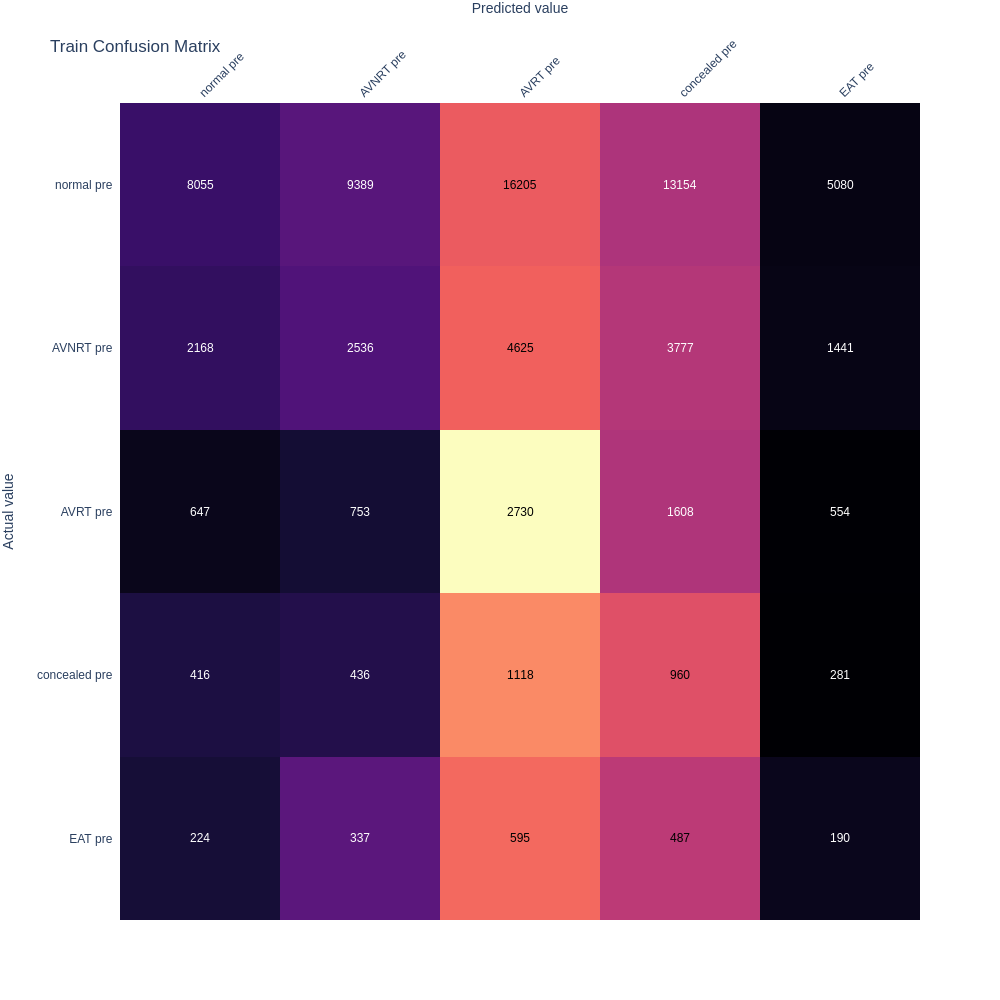 Predicted value
Train Confusion Matrix
normal pre AVNRT pre AVRT pre concealed pre EAT pre
normal pre 8055 9389 16205 13154 5080
AVNRT pre 2168 2536 4625 3777 1441
AVRT pre 647 753 2730 1608 554
concealed pre 416 436 1118 960 281
EAT pre 224 337 595 487 190
Actual value